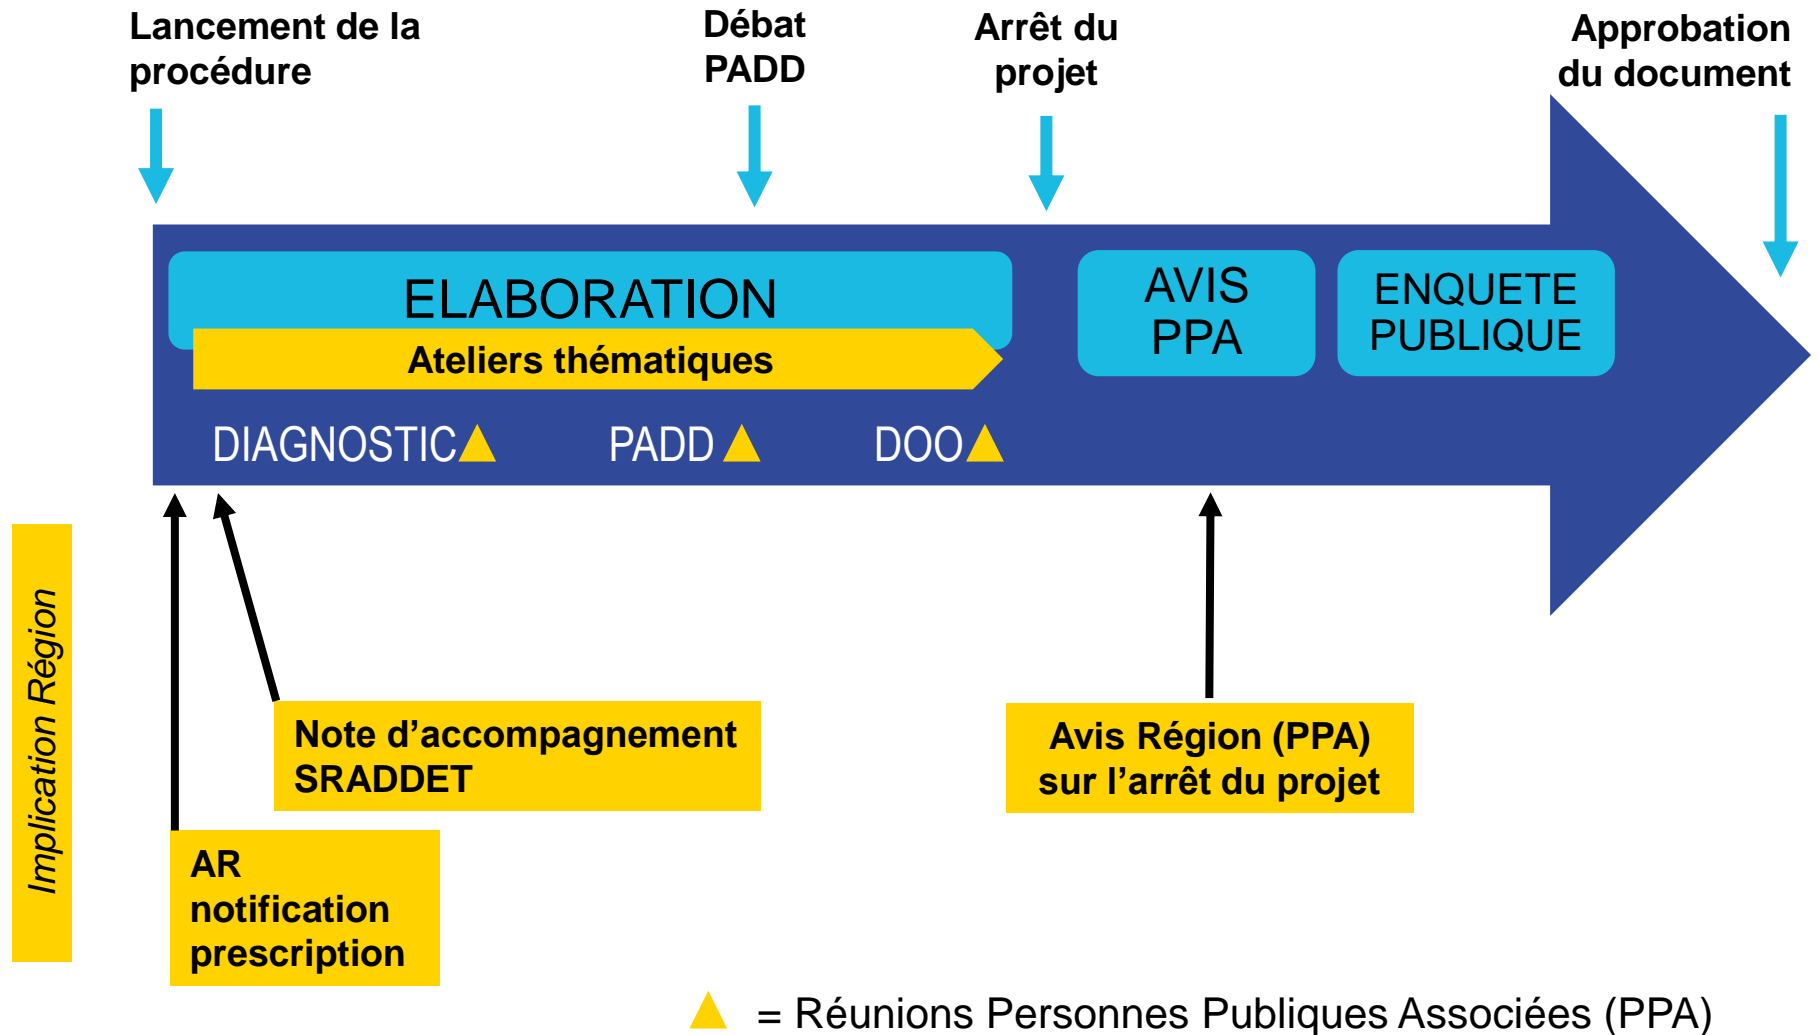 Lancement de la
procédure
Débat
PADD
Arrêt du
projet
Approbation
du document
ELABORATION
Ateliers thématiques
AVIS
PPA
ENQUETE
PUBLIQUE
DIAGNOSTIC
PADD
DOO
Implication Région
Note d’accompagnement
SRADDET
Avis Région (PPA)
sur l’arrêt du projet
AR
notification
prescription
= Réunions Personnes Publiques Associées (PPA)